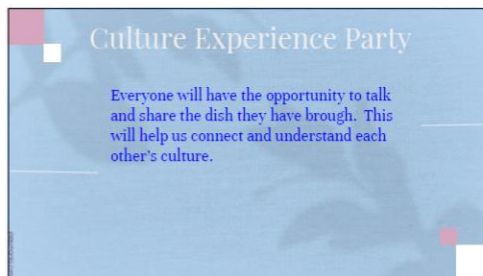 Culture Experience Party
Everyone will have the opportunity to talk
and share the dish they have brough. This
will help us connect and understand each
other's culture.